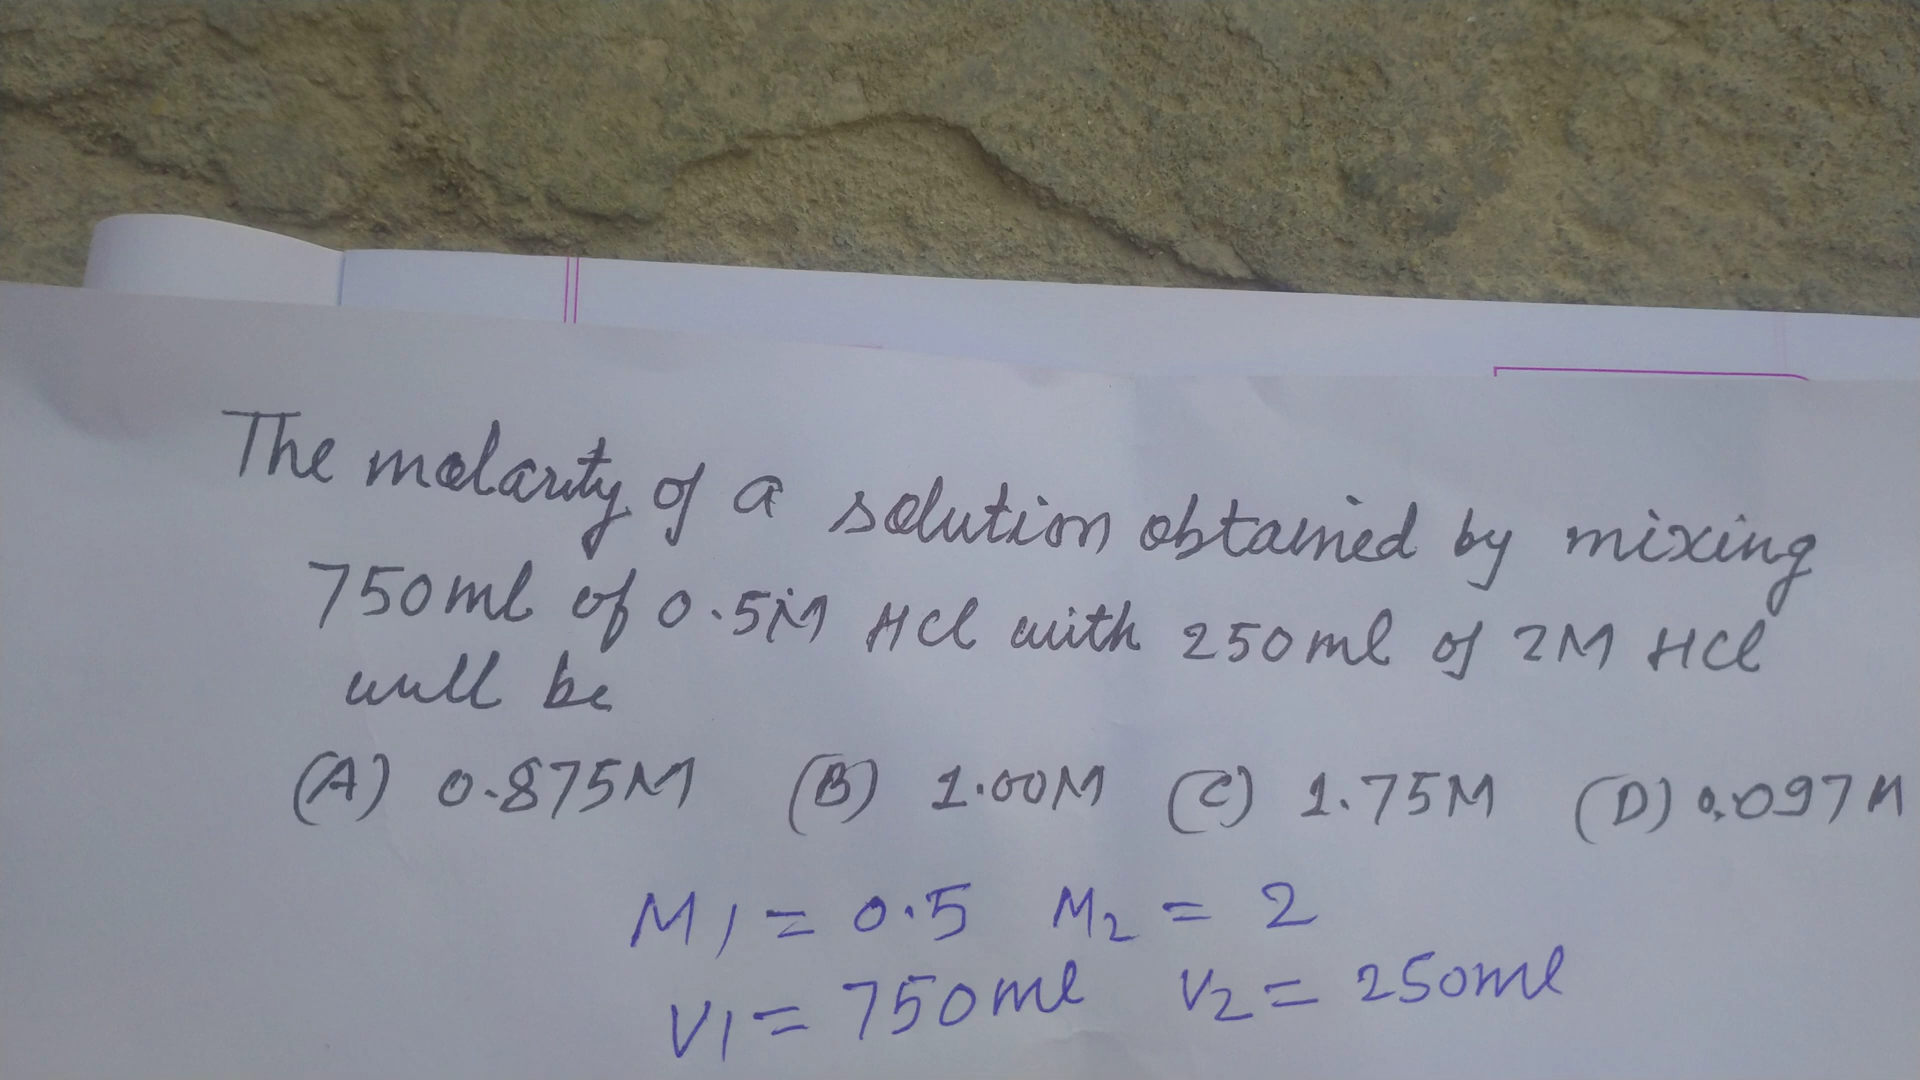 The molarity of a solution obtained by mixing
750ml of 0.5M HCl with 250ml of 2M HCl
will be
(A) 0.875M (B) 1.00M (C) 1.75M (D) 0.097M
M1 = 0.5 M2 = 2
V1 = 750ml V2 = 250ml